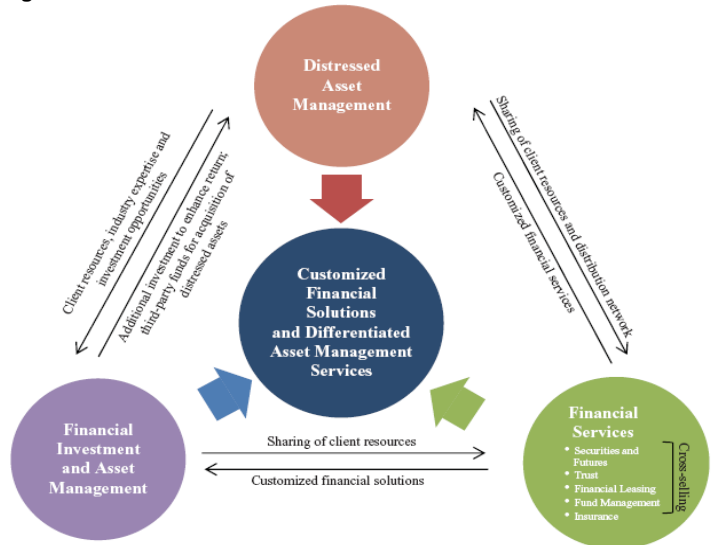 Distressed
Asset
Management
Client resources, industry expertise and
investment opportunities
Additional investment to enhance return;
third-party funds for acquisition of
distressed assets
Sharing of client resources and distribution network
Customized financial services
Customized
Financial
Solutions
and Differentiated
Asset Management
Services
Financial
Investment
and Asset
Management
Sharing of client resources
Customized financial solutions
Financial
Services
• Securities and
Futures
• Trust
• Financial Leasing
• Fund Management
• Insurance
Cross-selling